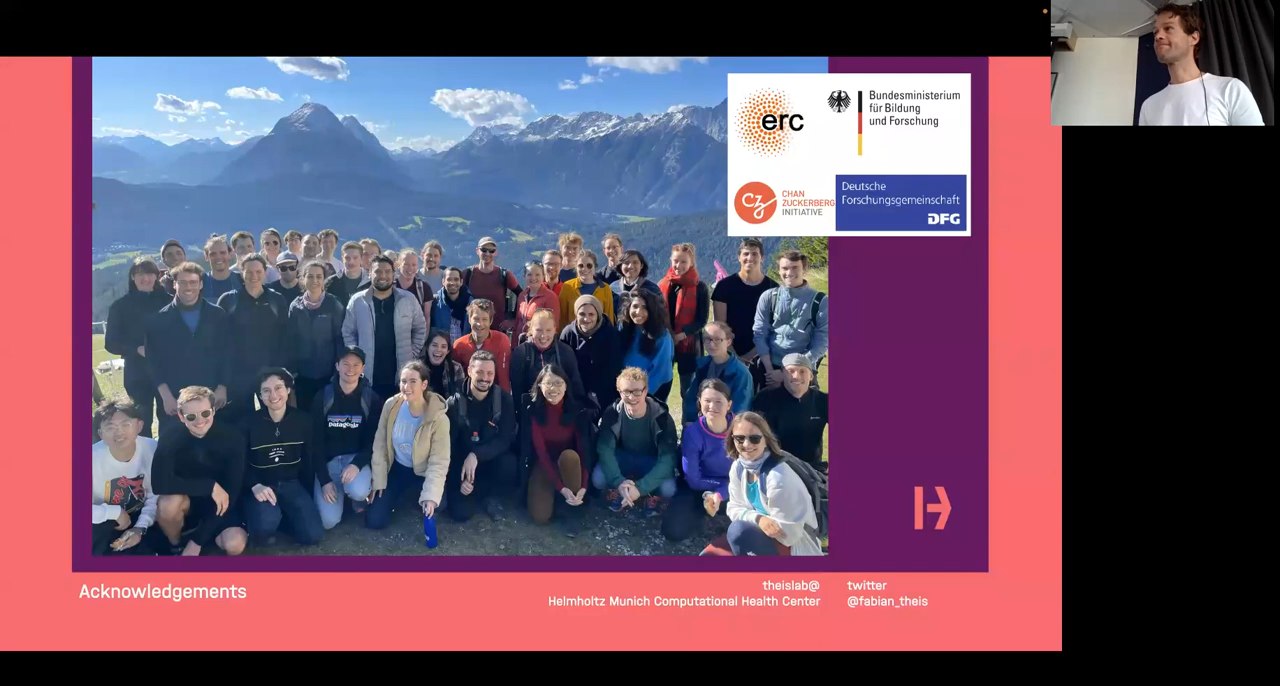 erc
Bundesministerium
für Bildung
und Forschung
CZ
CHAN
ZUCKERBERG
INITIATIVE
Deutsche
Forschungsgemeinschaft
DFG
patagonia
Acknowledgements
theislab@
Helmholtz Munich Computational Health Center
twitter
@fabian_theis